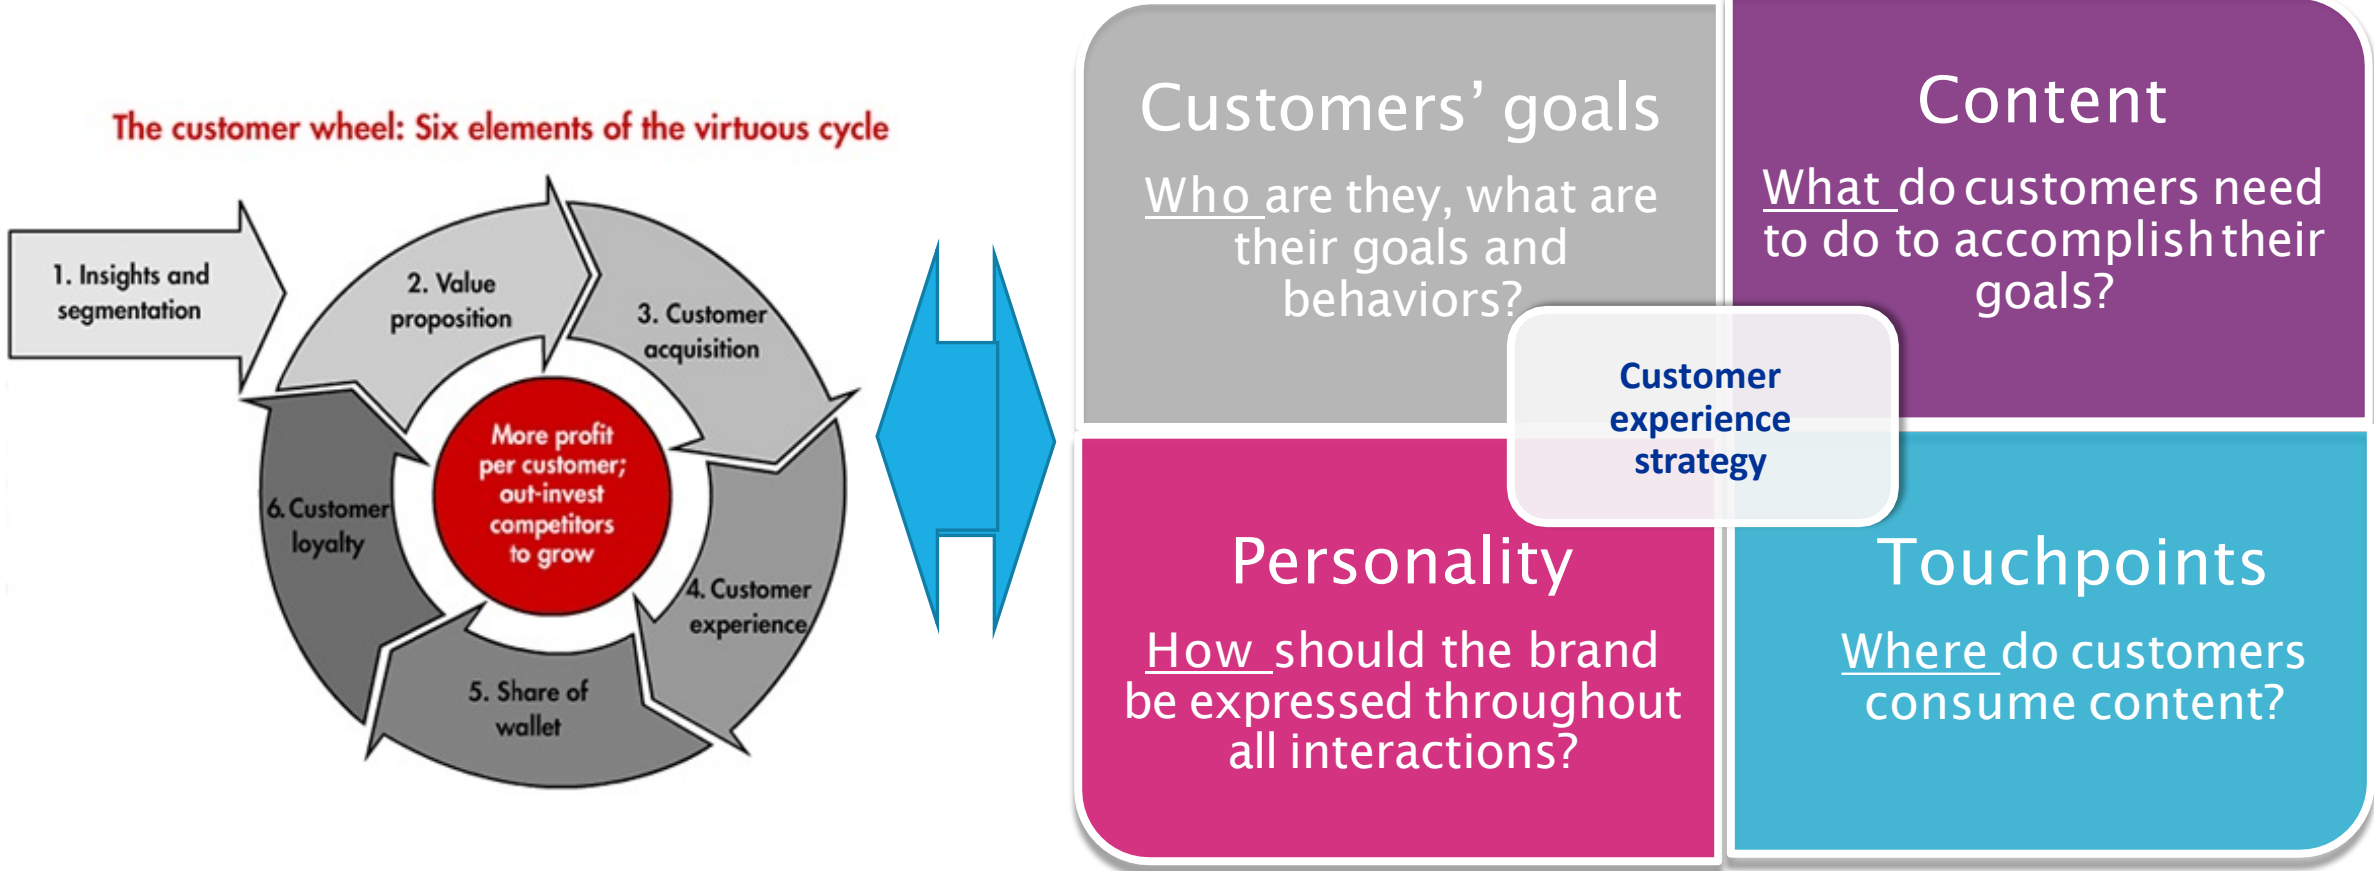 The customer wheel: Six elements of the virtuous cycle
1. Insights and
segmentation
2. Value
proposition
3. Customer
acquisition
4. Customer
experience
5. Share of
wallet
6. Customer
loyalty
More profit
per customer;
out-invest
competitors
to grow
Customers’ goals
Who are they, what are
their goals and
behaviors?
Content
What do customers need
to do to accomplish their
goals?
Customer
experience
strategy
Personality
How should the brand
be expressed throughout
all interactions?
Touchpoints
Where do customers
consume content?